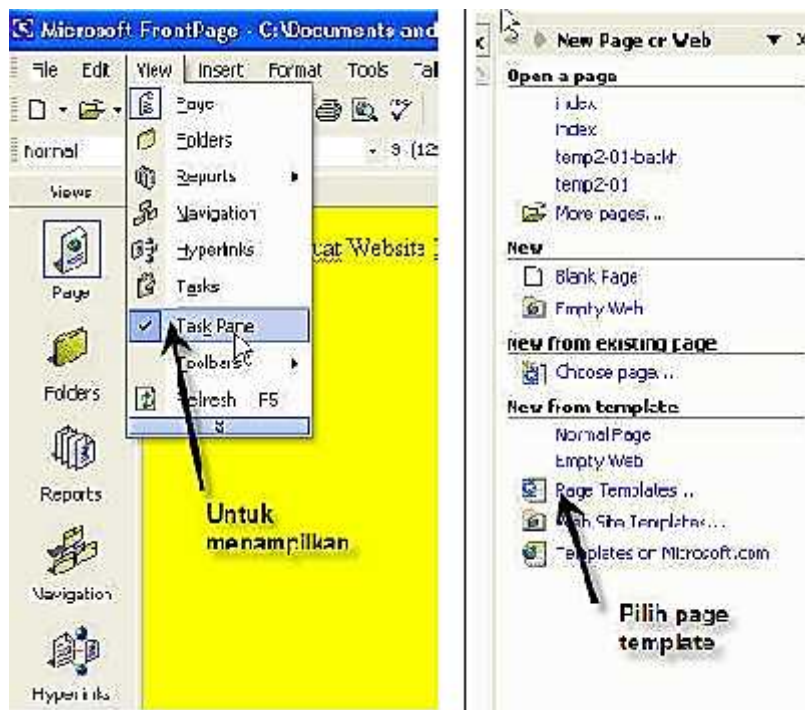 Microsoft FrontPage - C:\Documents and
File Edit View Insert Format Tools
Normal
Views
Page
Folders
Reports
Navigation
Hyperlinks
Tasks
Task Pane
Toolbars
Refresh F5
uat Website
Page
Folders
Reports
Navigation
Hyperlinks
Untuk
menampilkan
New Page or Web
Open a page
index
index
temp2-01
More pages...
New
Blank Page
Empty Web
New from existing page
Choose page...
New from template
Normal Page
Empty Web
Page Templates...
Web Site Templates...
Templates on Microsoft.com
Pilih page
template